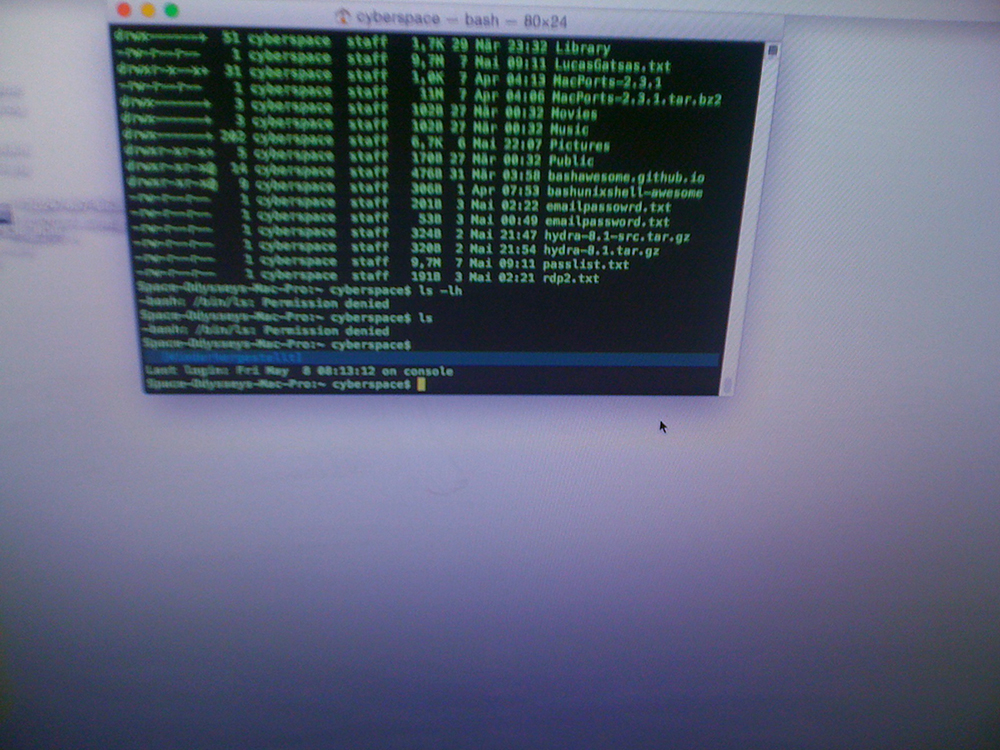 cyberspace — bash — 80×24
drwx------+ 51 cyberspace staff 1,7K 29 Mär 23:32 Library
-rw-r--r-- 1 cyberspace staff 9,7M 7 Mai 09:11 LucasGatsas.txt
drwxr-x--x+ 31 cyberspace staff 1,0K 7 Apr 04:13 MacPorts-2.3.1
-rw-r--r-- 1 cyberspace staff 11M 7 Apr 04:06 MacPorts-2.3.1.tar.bz2
drwx------+ 3 cyberspace staff 102B 27 Mär 00:32 Movies
drwx------+ 3 cyberspace staff 102B 27 Mär 00:32 Music
drwx------+ 202 cyberspace staff 6,7K 6 Mai 22:07 Pictures
drwxr-xr-x+ 5 cyberspace staff 170B 27 Mär 00:32 Public
drwxr-xr-x@ 14 cyberspace staff 476B 31 Mär 03:58 bashawesome.github.io
drwxr-xr-x@ 9 cyberspace staff 306B 1 Apr 07:53 bashunixshell-awesome
-rw-r--r-- 1 cyberspace staff 201B 3 Mai 02:22 emailpassowrd.txt
-rw-r--r-- 1 cyberspace staff 53B 3 Mai 00:49 emailpassword.txt
-rw-r--r-- 1 cyberspace staff 324B 2 Mai 21:47 hydra-8.1-src.tar.gz
-rw-r--r-- 1 cyberspace staff 320B 2 Mai 21:54 hydra-8.1.tar.gz
-rw-r--r-- 1 cyberspace staff 9,7M 7 Mai 09:11 passlist.txt
-rw-r--r-- 1 cyberspace staff 191B 3 Mai 02:21 rdp2.txt
Space-Odysseys-Mac-Pro:~ cyberspace$ ls -lh
-bash: /bin/ls: Permission denied
Space-Odysseys-Mac-Pro:~ cyberspace$ ls
-bash: /bin/ls: Permission denied
Space-Odysseys-Mac-Pro:~ cyberspace$
[Wiederhergestellt]
Last login: Fri May 8 08:13:12 on console
Space-Odysseys-Mac-Pro:~ cyberspace$